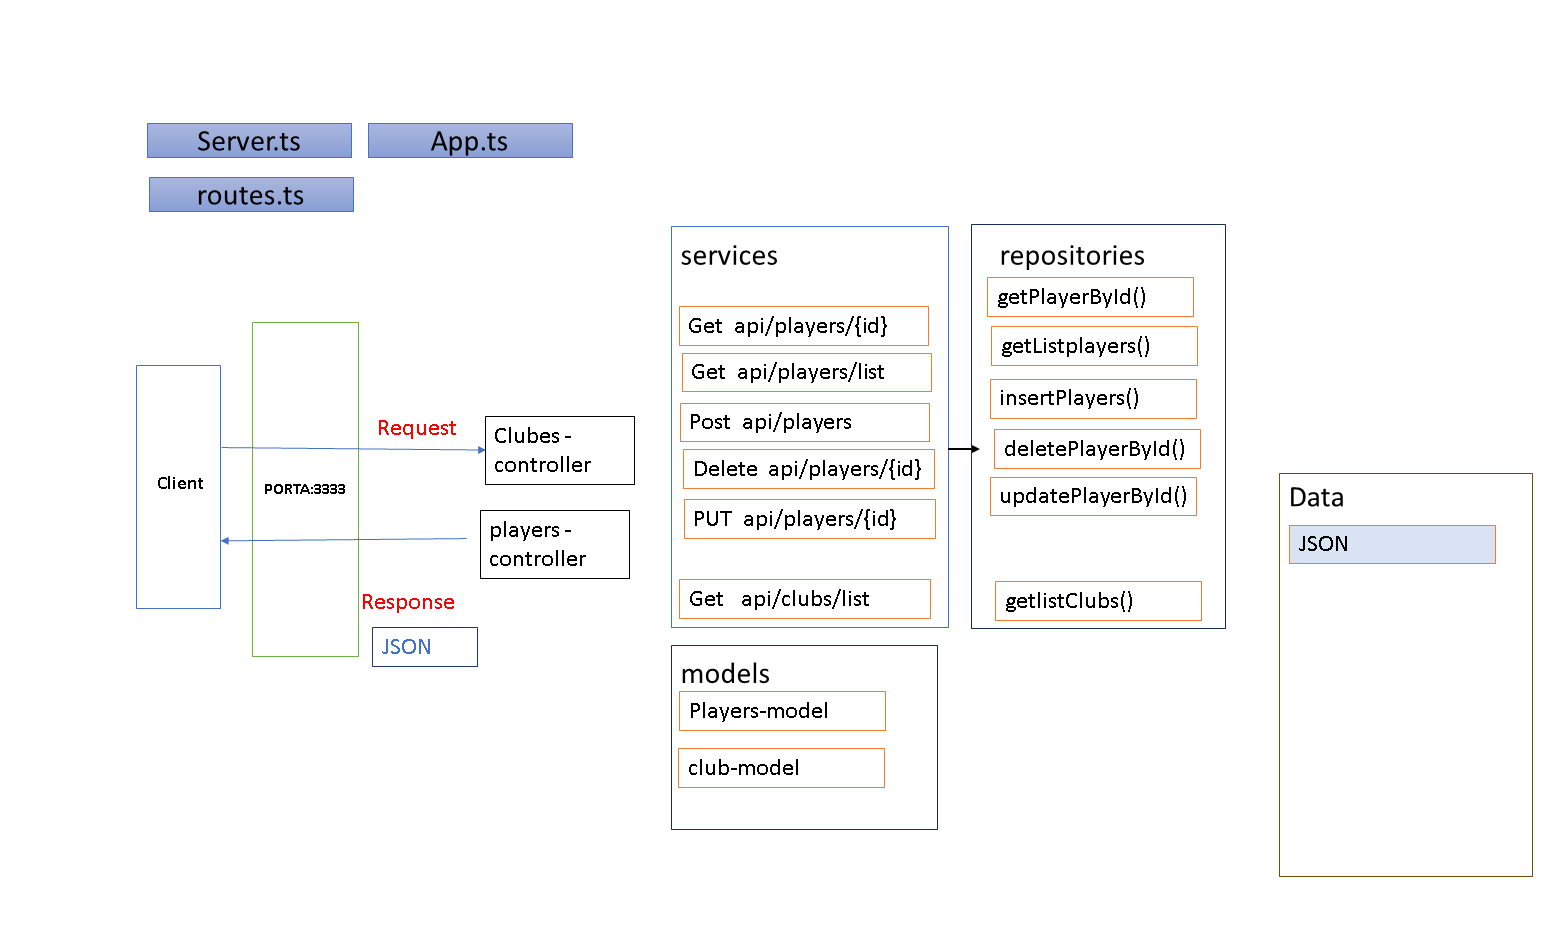 Server.ts
App.ts
routes.ts
Client
PORTA:3333
Request
Response
JSON
Clubes -
controller
players -
controller
services
Get api/players/{id}
Get api/players/list
Post api/players
Delete api/players/{id}
PUT api/players/{id}
Get api/clubs/list
repositories
getPlayerById()
getListplayers()
insertPlayers()
deletePlayerById()
updatePlayerById()
getlistClubs()
models
Players-model
club-model
Data
JSON